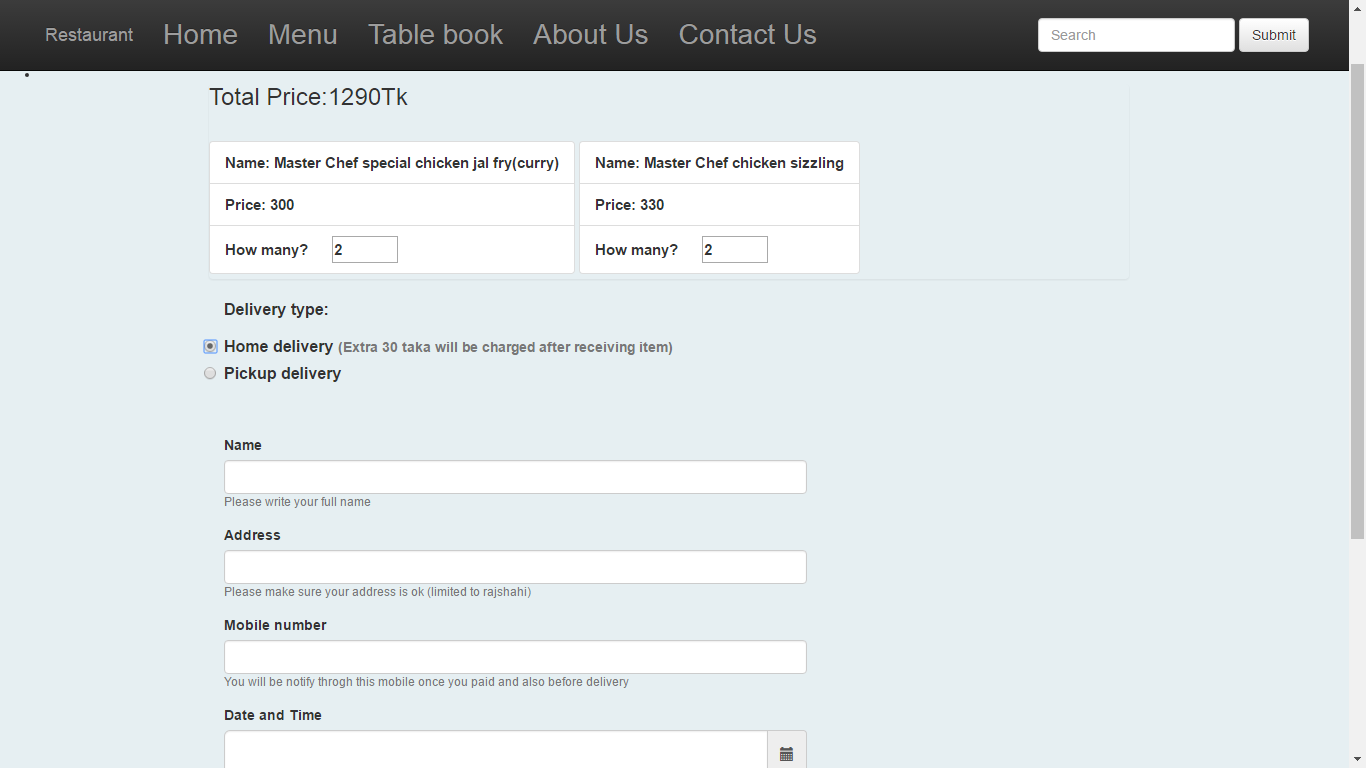 Restaurant Home Menu Table book About Us Contact Us Search Submit
Total Price:1290Tk
Name: Master Chef special chicken jal fry(curry)
Price: 300
How many? 2
Name: Master Chef chicken sizzling
Price: 330
How many? 2
Delivery type:
Home delivery (Extra 30 taka will be charged after receiving item)
Pickup delivery
Name
Please write your full name
Address
Please make sure your address is ok (limited to rajshahi)
Mobile number
You will be notify throgh this mobile once you paid and also before delivery
Date and Time